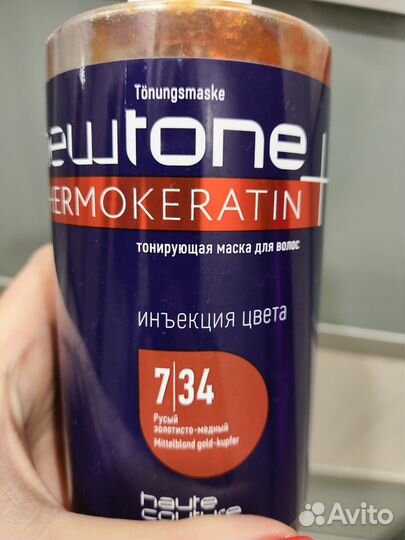 Tönungsmaske
ewtone
HERMOKERATIN
тонирующая маска для волос
инъекция цвета
7|34
Русый
золотисто-медный
Mittelblond gold-kupfer
haute
couture
Avito